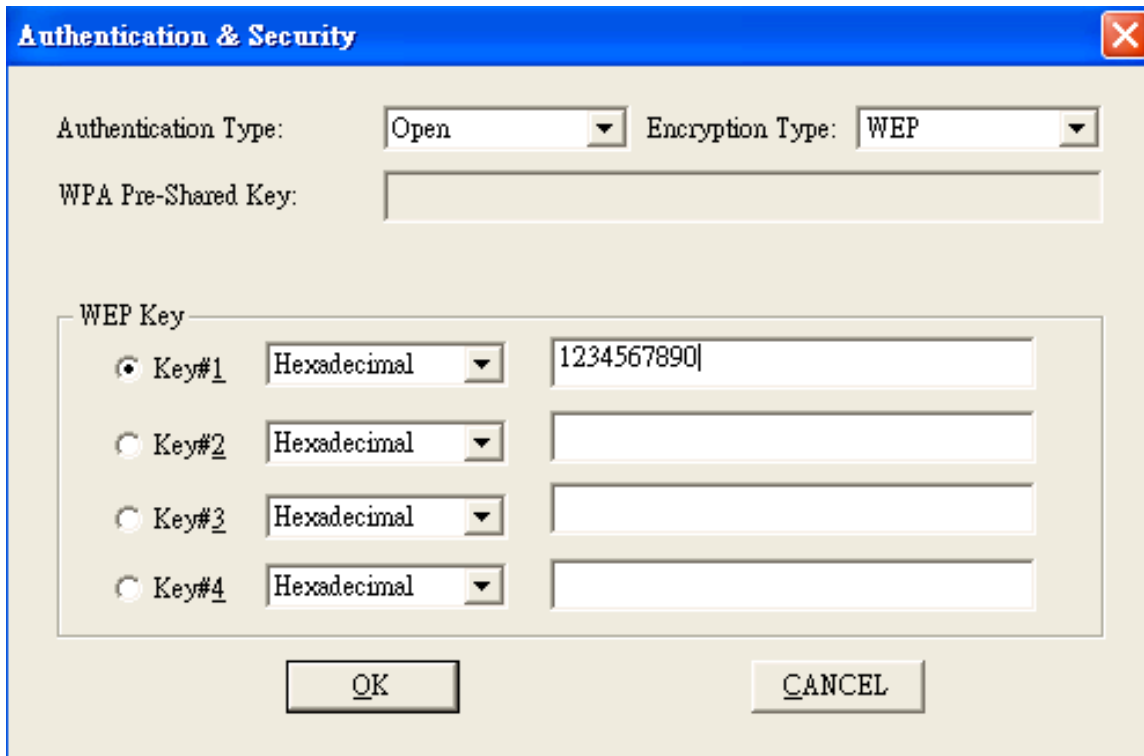 Authentication & Security
Authentication Type: Open Encryption Type: WEP
WPA Pre-Shared Key:
WEP Key
Key#1 Hexadecimal 1234567890
Key#2 Hexadecimal
Key#3 Hexadecimal
Key#4 Hexadecimal
OK CANCEL